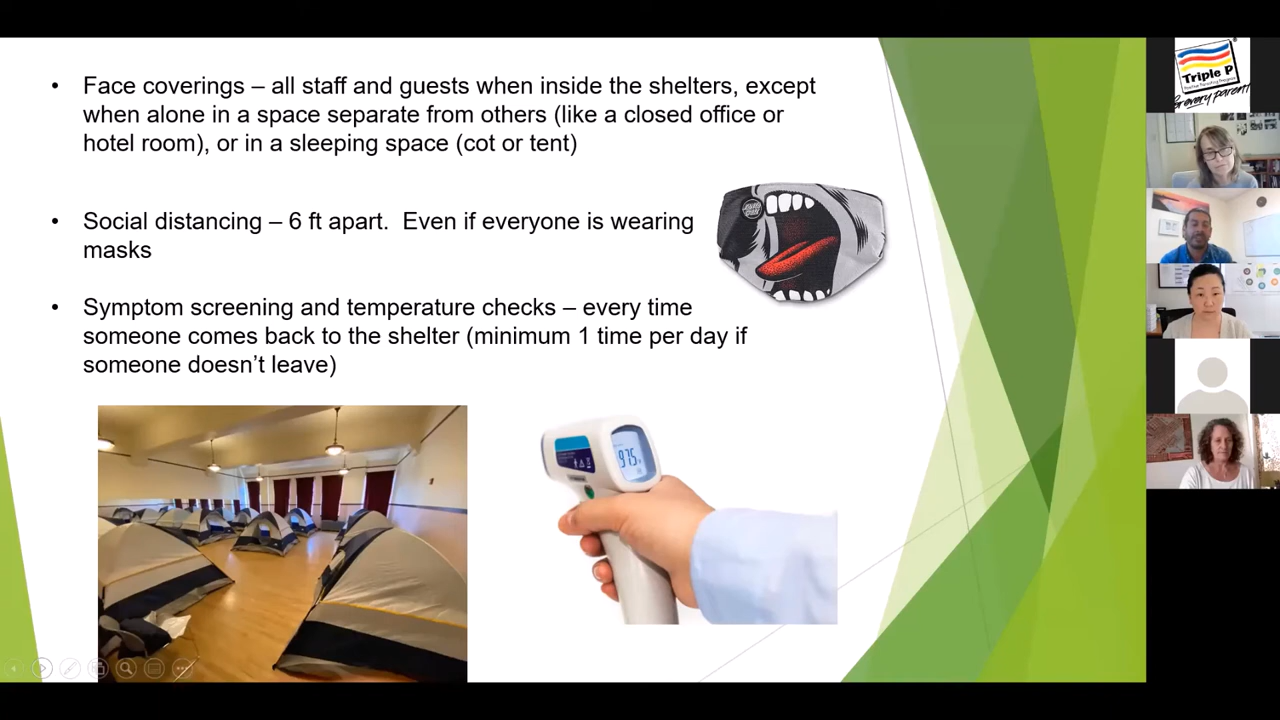 • Face coverings – all staff and guests when inside the shelters, except
when alone in a space separate from others (like a closed office or
hotel room), or in a sleeping space (cot or tent)
• Social distancing – 6 ft apart.  Even if everyone is wearing
masks
• Symptom screening and temperature checks – every time
someone comes back to the shelter (minimum 1 time per day if
someone doesn’t leave)
97.5
Triple P
for every parent